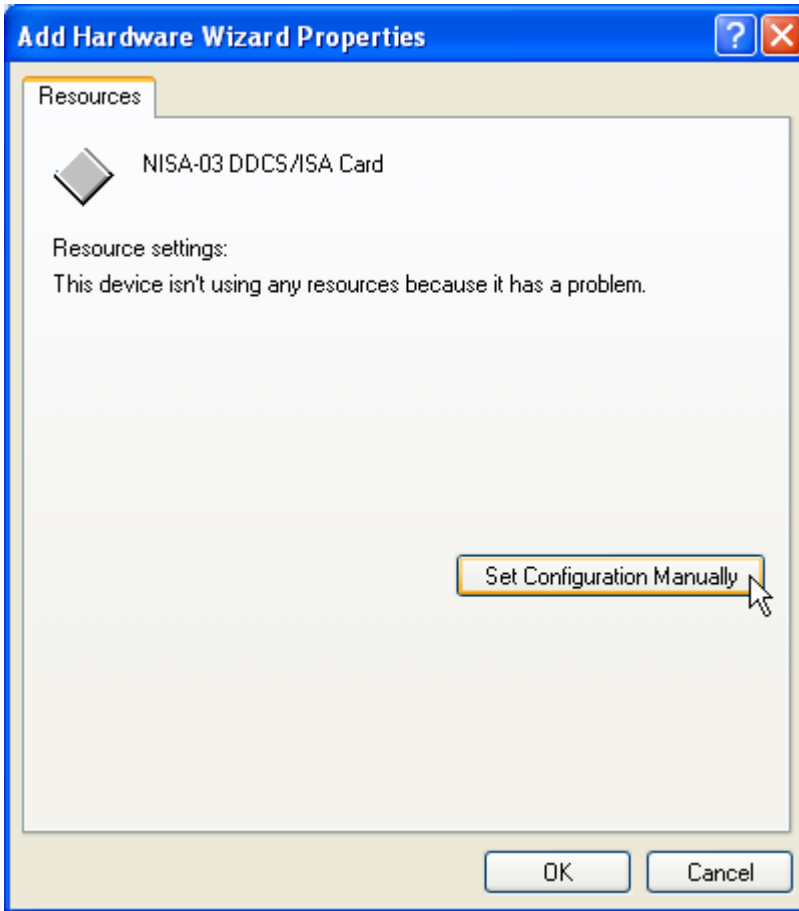 Add Hardware Wizard Properties
Resources
NISA-03 DDCS/ISA Card
Resource settings:
This device isn't using any resources because it has a problem.
Set Configuration Manually
OK
Cancel